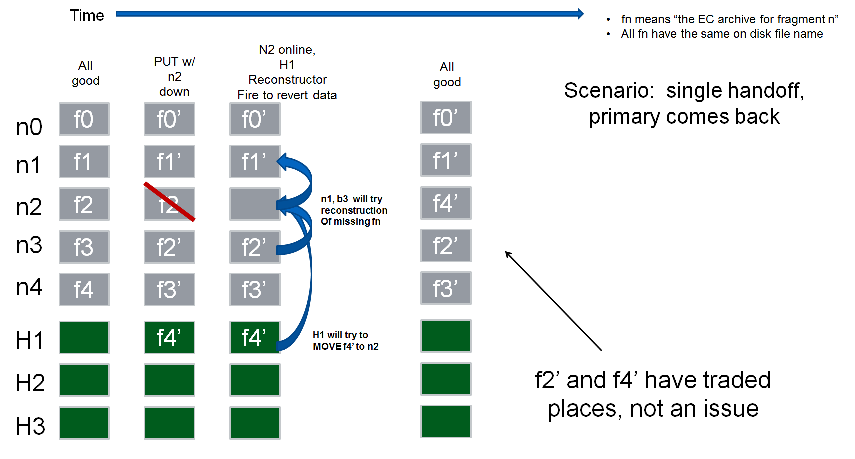 Time
• fn means “the EC archive for fragment n”
• All fn have the same on disk file name
All
good
PUT w/
n2
down
N2 online,
H1
Reconstructor
Fire to revert data
All
good
Scenario:  single handoff,
primary comes back
n0 f0 f0’ f0’ f0’
n1 f1 f1’ f1’ f1’
n2 f2 f2 f4’
n1, b3 will try
reconstruction
Of missing fn
n3 f3 f2’ f2’ f2’
n4 f4 f3’ f3’ f3’
H1 f4’ f4’
H1 will try to
MOVE f4’ to n2
H2
H3
f2’ and f4’ have traded
places, not an issue